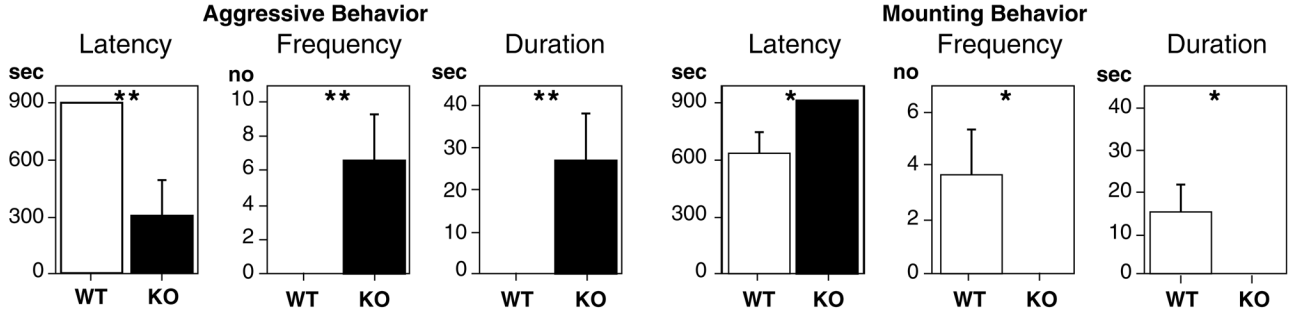 Aggressive Behavior
Mounting Behavior
Latency
Frequency
Duration
Latency
Frequency
Duration
sec
900
600
300
0
**
WT KO
no
10
8
6
4
2
0
**
WT KO
sec
40
30
20
10
0
**
WT KO
sec
900
600
300
0
*
WT KO
no
6
4
2
0
*
WT KO
sec
40
30
20
10
0
*
WT KO